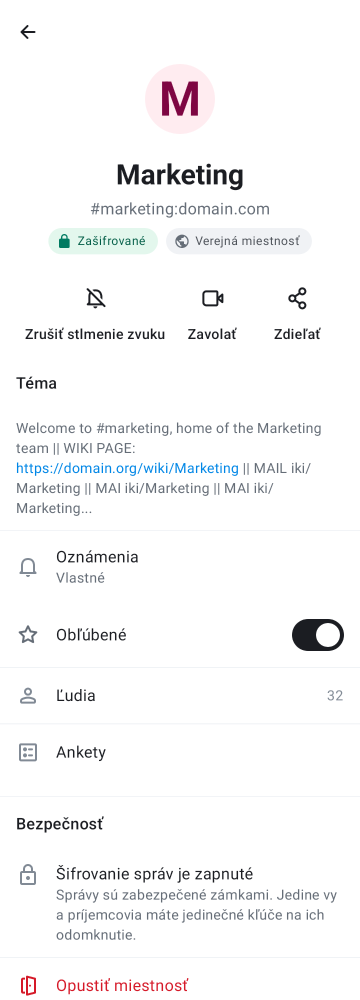 M
Marketing
#marketing:domain.com
Zašifrované Verejná miestnosť
Zrušiť stlmenie zvuku Zavolať Zdieľať
Téma
Welcome to #marketing, home of the Marketing
team || WIKI PAGE:
https://domain.org/wiki/Marketing || MAIL iki/
Marketing || MAI iki/Marketing || MAI iki/
Marketing...
Oznámenia
Vlastné
Obľúbené
Ľudia 32
Ankety
Bezpečnosť
Šifrovanie správ je zapnuté
Správy sú zabezpečené zámkami. Jedine vy
a príjemcovia máte jedinečné kľúče na ich
odomknutie.
Opustiť miestnosť